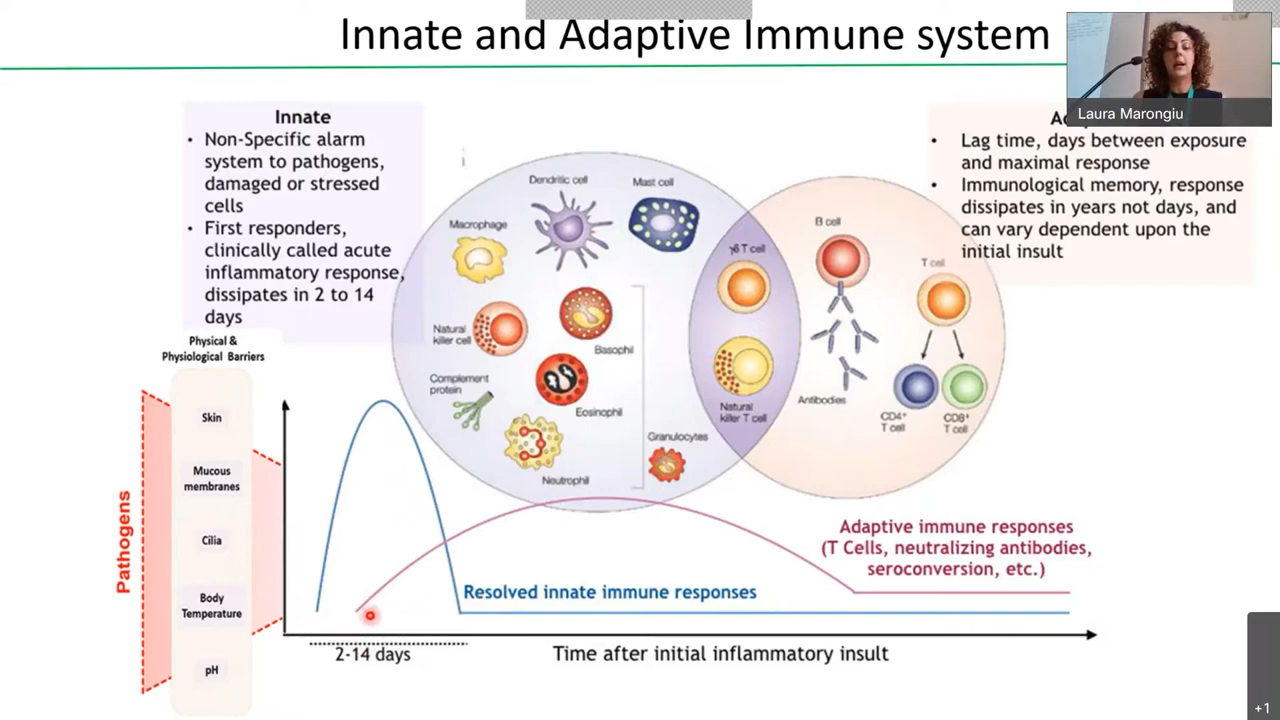 Innate and Adaptive Immune system
Laura Marongiu
Innate
• Non-Specific alarm
system to pathogens,
damaged or stressed
cells
• First responders,
clinically called acute
inflammatory response,
dissipates in 2 to 14
days
• Lag time, days between exposure
and maximal response
• Immunological memory, response
dissipates in years not days, and
can vary dependent upon the
initial insult
Dendritic cell
Mast cell
Macrophage
γδ T cell
B cell
T cell
Natural
killer cell
Basophil
Complement
protein
Eosinophil
Neutrophil
Granulocytes
Natural
killer T cell
Antibodies
CD4+
T cell
CD8+
T cell
Physical &
Physiological Barriers
Pathogens
Skin
Mucous
membranes
Cilia
Body
Temperature
pH
Adaptive immune responses
(T Cells, neutralizing antibodies,
seroconversion, etc.)
Resolved innate immune responses
2-14 days
Time after initial inflammatory insult
+1